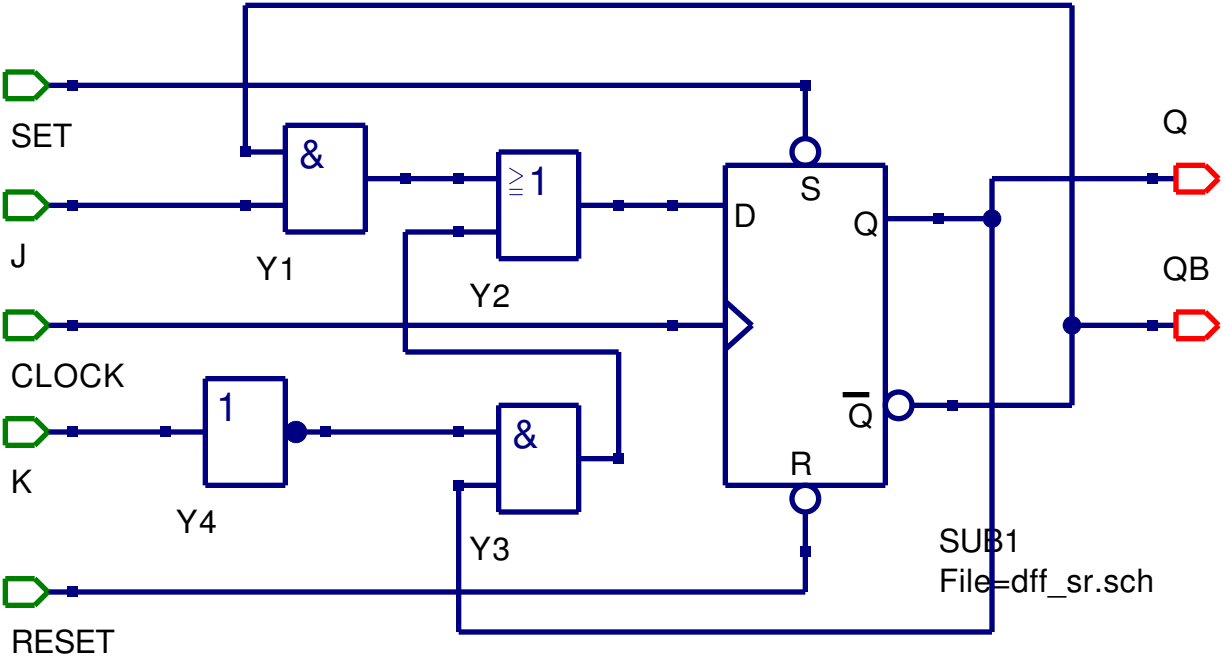 Q
SET
&
≧1
S
D
Q
J
Y1
QB
Y2
CLOCK
1
Q
&
R
K
Y4
Y3
SUB1
File=dff_sr.sch
RESET